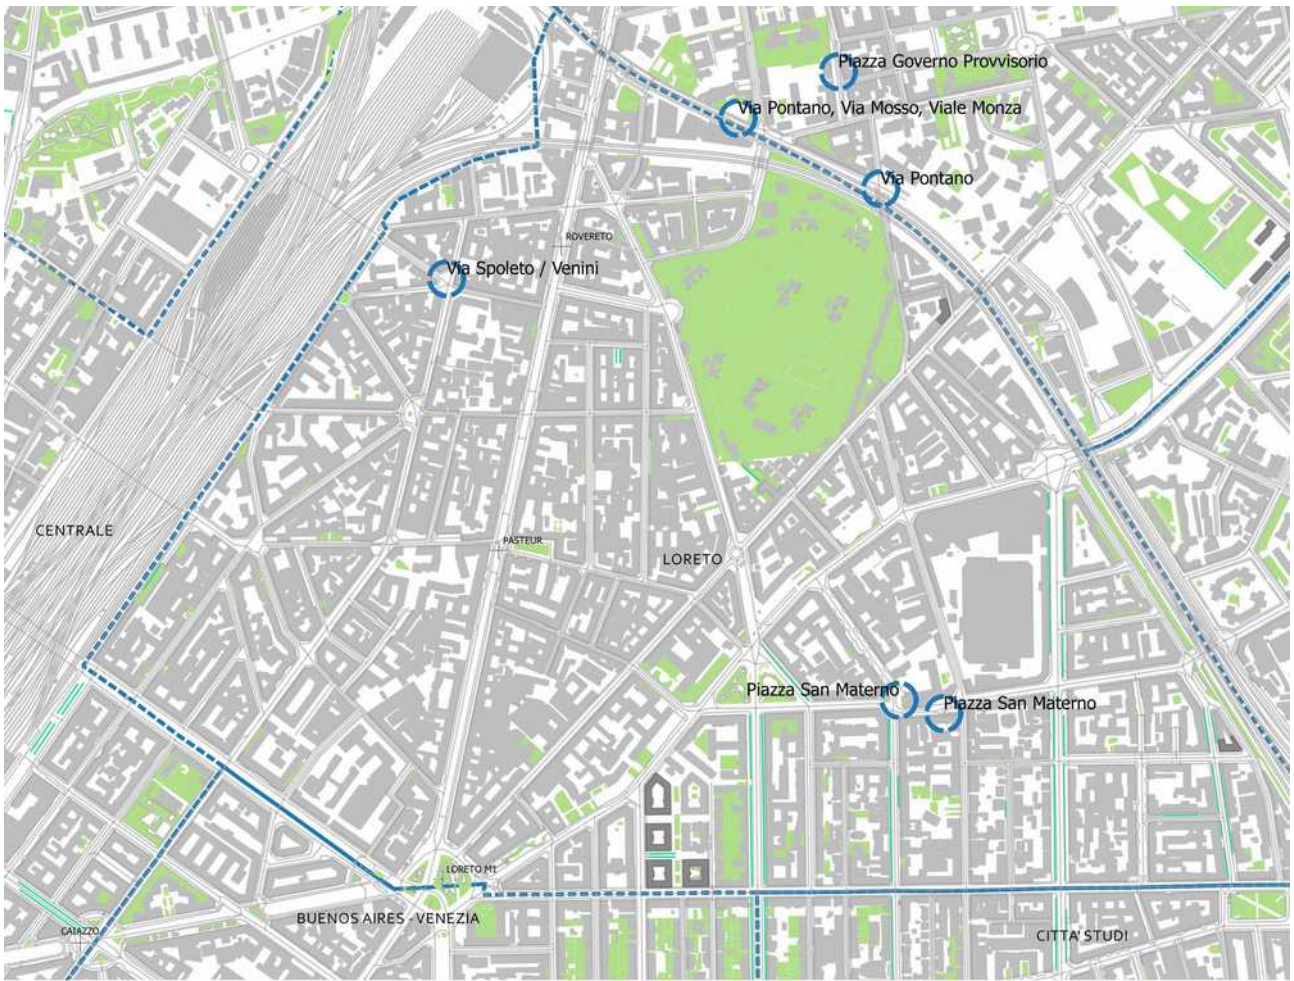 Piazza Governo Provvisorio
Via Pontano, Via Mosso, Viale Monza
Via Pontano
ROVERETO
Via Spoleto / Venini
CENTRALE
PASTEUR
LORETO
Piazza San Materno
Piazza San Materno
LORETO M1
BUENOS AIRES - VENEZIA
CAIAZZO
CITTA' STUDI